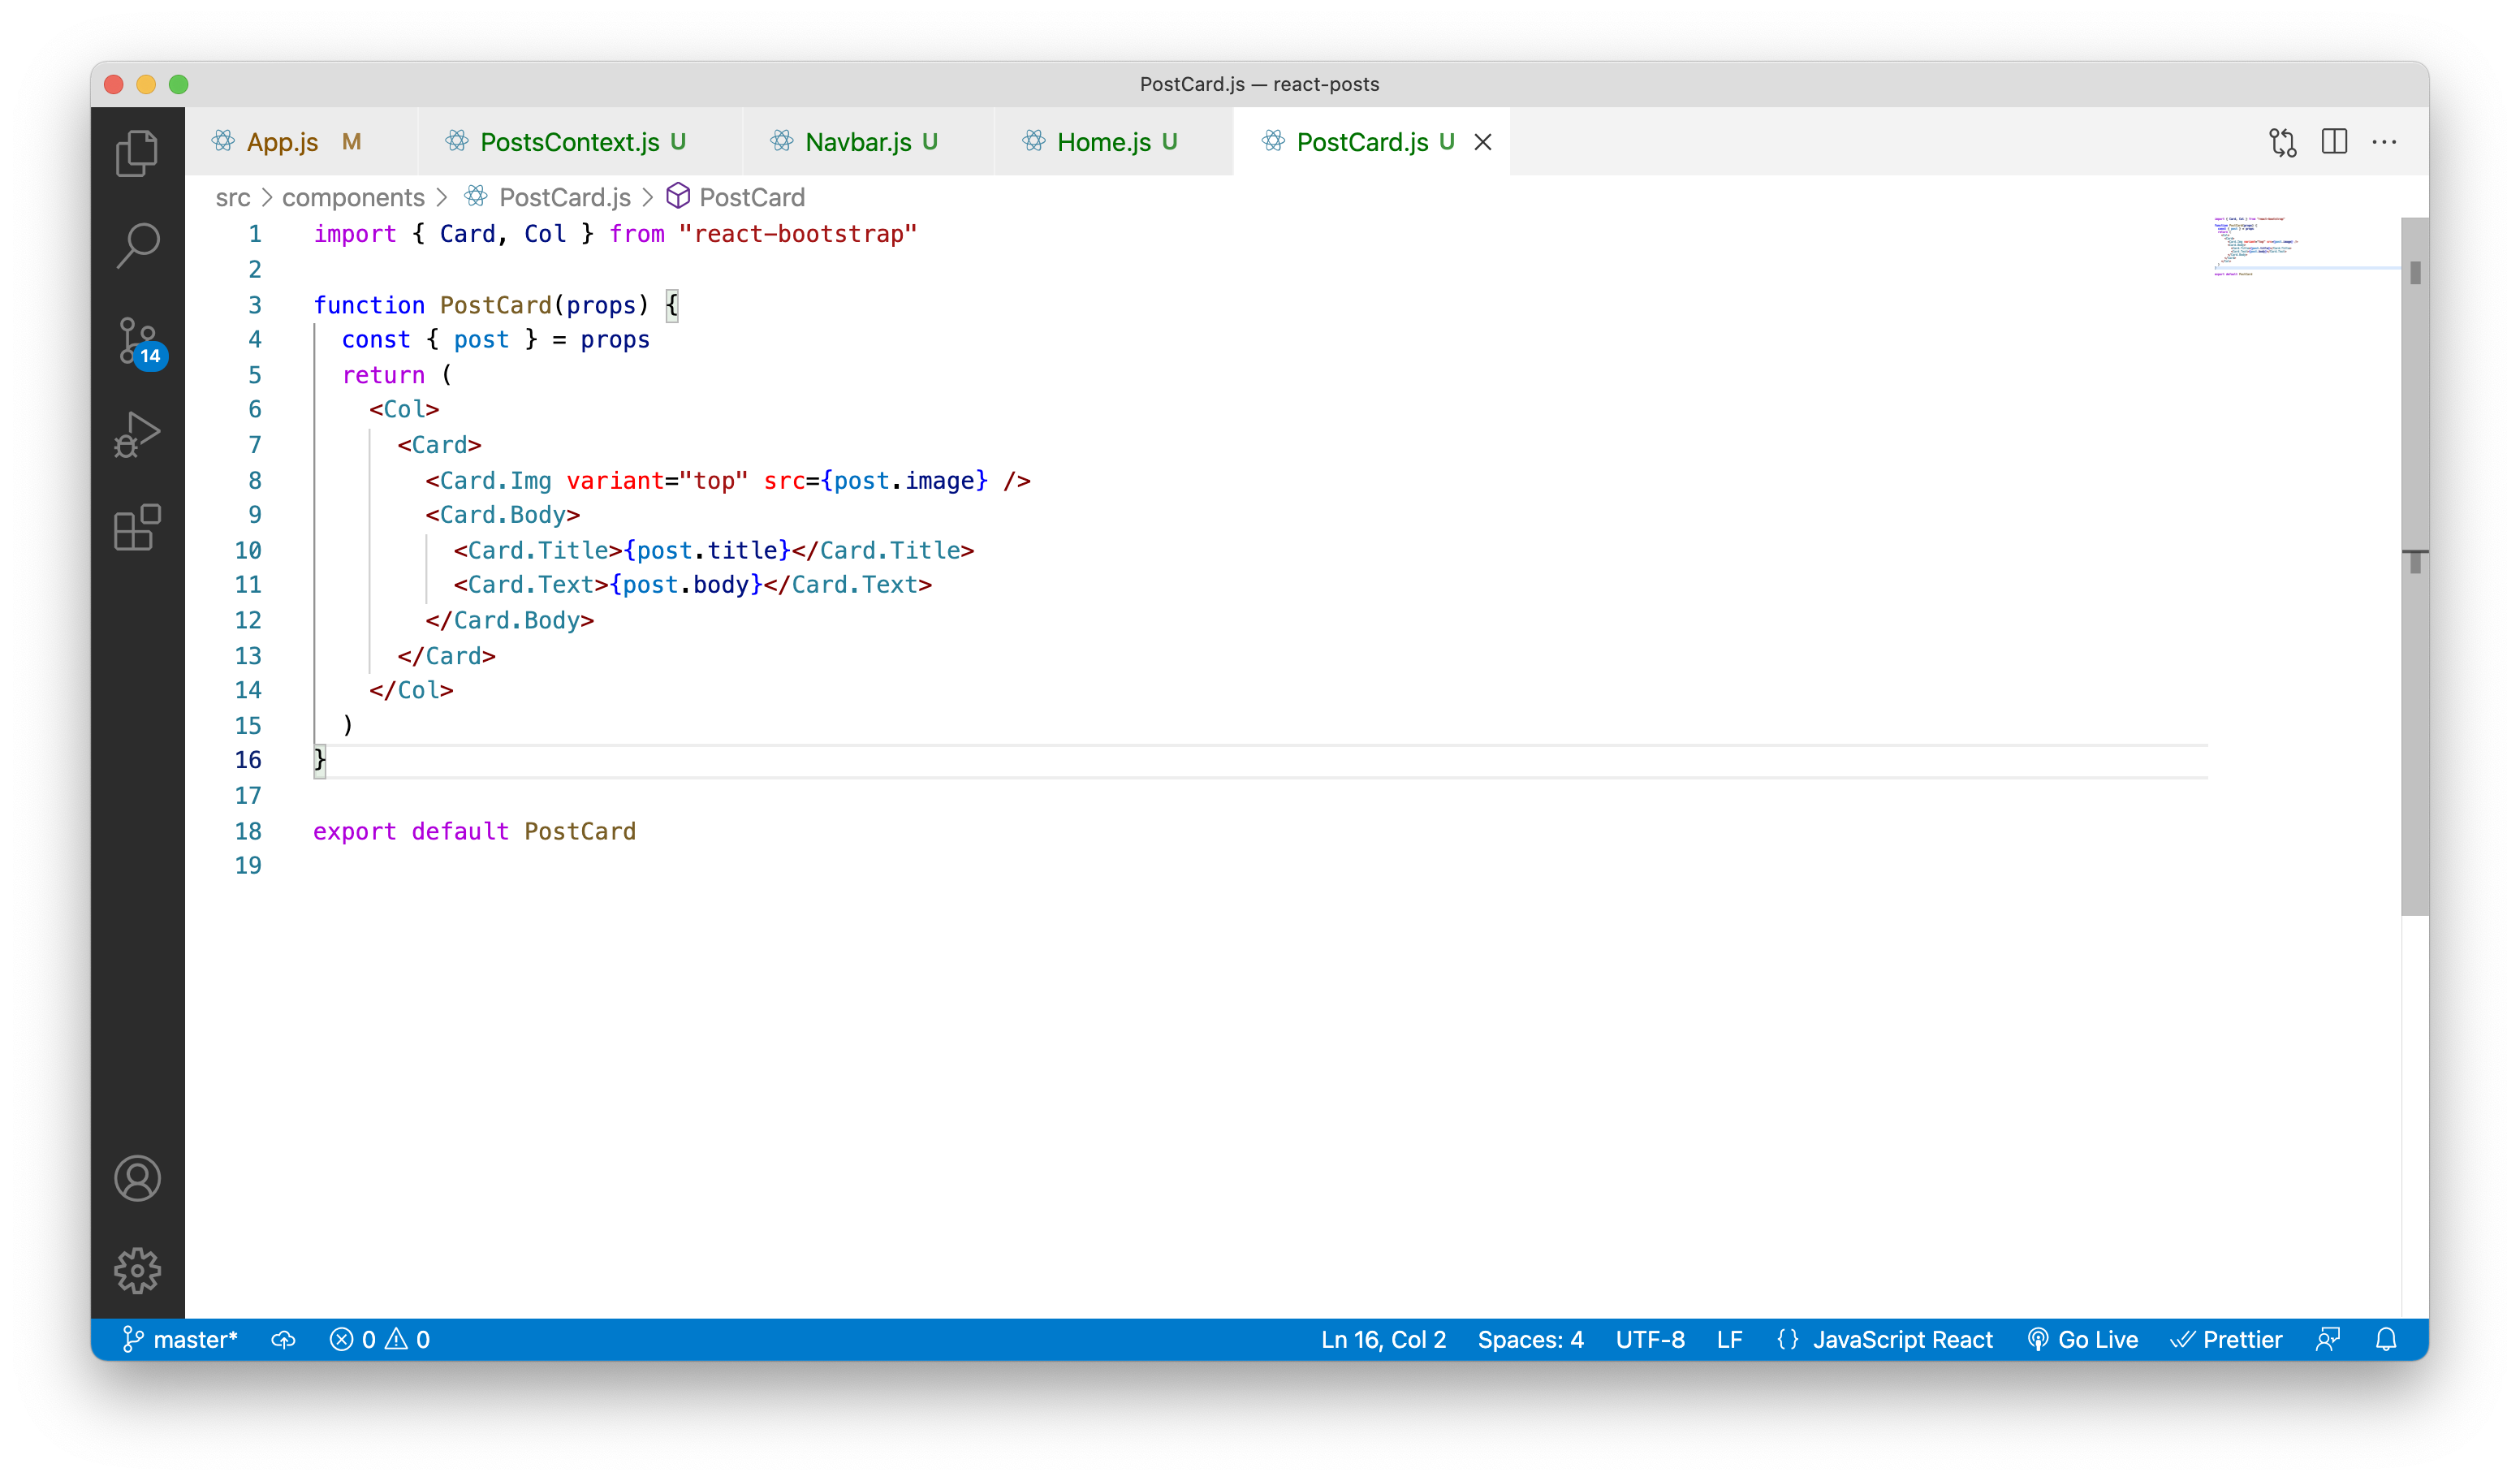 PostCard.js — react-posts
App.js M PostsContext.js U Navbar.js U Home.js U PostCard.js U
src components PostCard.js PostCard
1 import { Card, Col } from "react-bootstrap"
2
3 function PostCard(props) {
4 const { post } = props
5 return (
6 <Col>
7 <Card>
8 <Card.Img variant="top" src={post.image} />
9 <Card.Body>
10 <Card.Title>{post.title}</Card.Title>
11 <Card.Text>{post.body}</Card.Text>
12 </Card.Body>
13 </Card>
14 </Col>
15 )
16 }
17
18 export default PostCard
19
14
master* 0 0 Ln 16, Col 2 Spaces: 4 UTF-8 LF {} JavaScript React Go Live Prettier